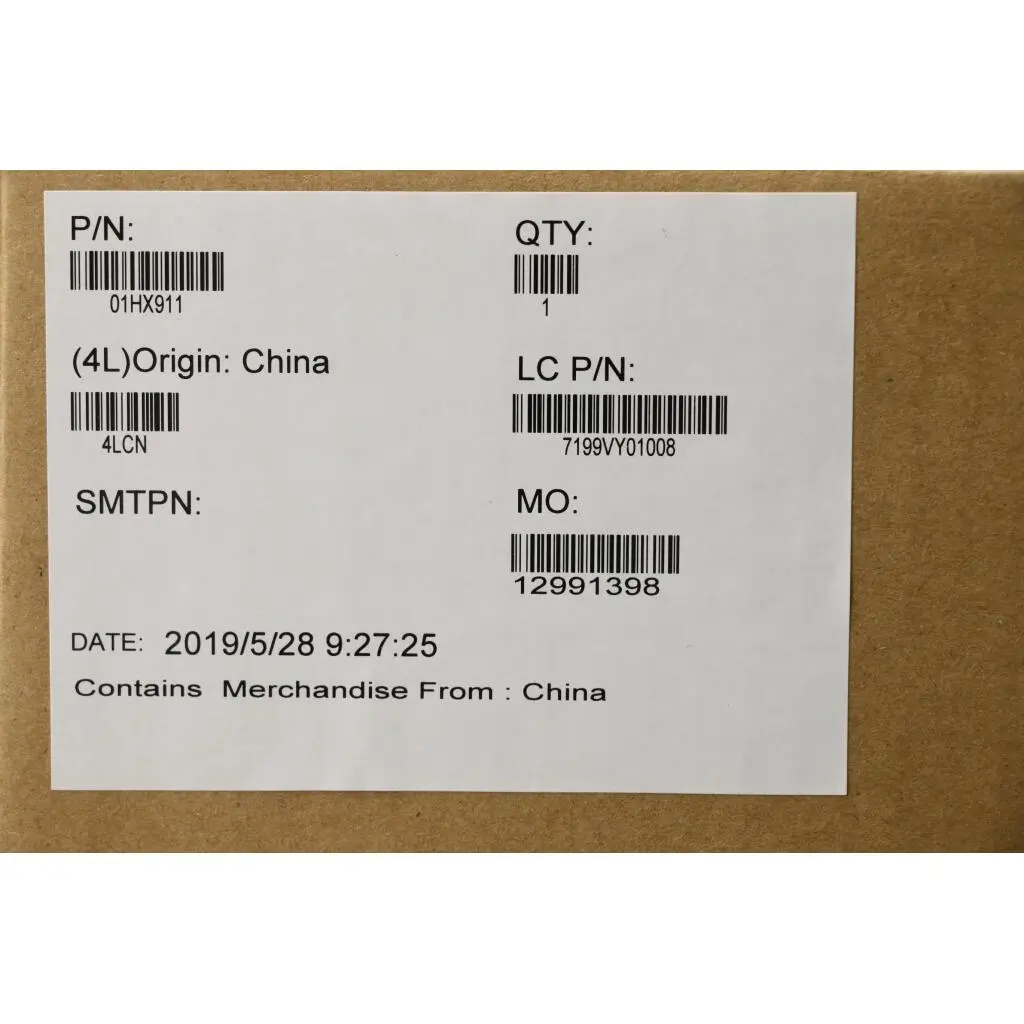 P/N:
01HX911
QTY:
1
(4L)Origin: China
4LCN
LC P/N:
7199VY01008
SMTPN:
MO:
12991398
DATE: 2019/5/28 9:27:25
Contains Merchandise From : China